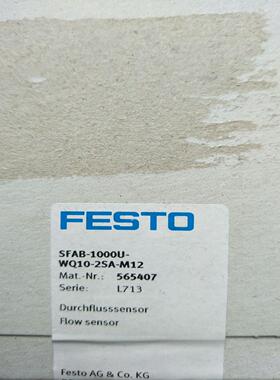 FESTO
SFAB-1000U-
WQ10-2SA-M12
Mat.-Nr.: 565407
Serie: L713
Durchflusssensor
Flow sensor
Festo AG & Co. KG